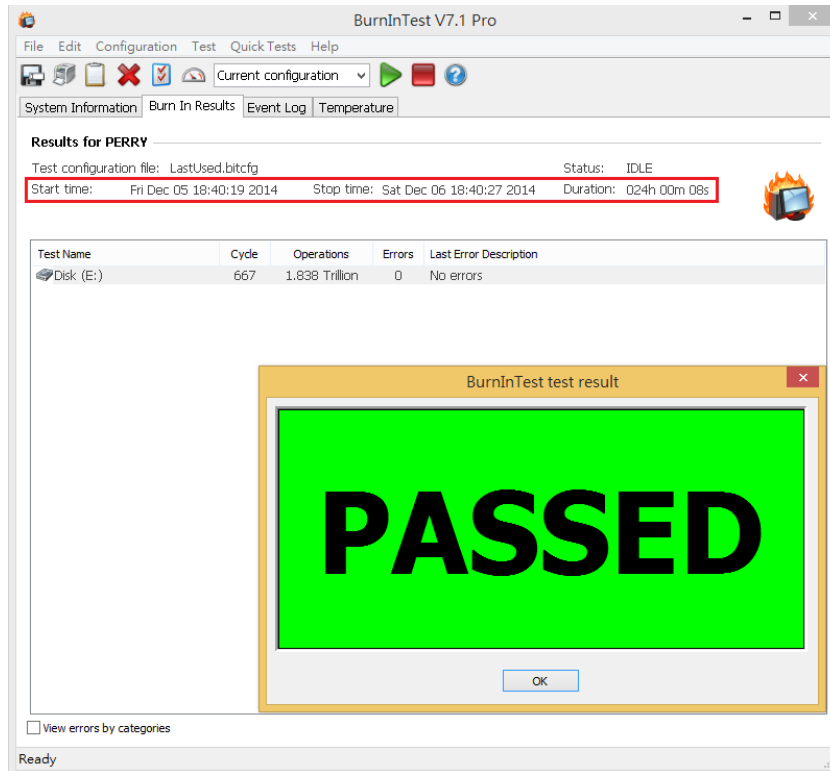 BurnInTest V7.1 Pro
File Edit Configuration Test Quick Tests Help
Current configuration
System Information Burn In Results Event Log Temperature
Results for PERRY
Test configuration file: LastUsed.bitcfg Status: IDLE
Start time: Fri Dec 05 18:40:19 2014 Stop time: Sat Dec 06 18:40:27 2014 Duration: 024h 00m 08s
Test Name Cycle Operations Errors Last Error Description
Disk (E:) 667 1.838 Trillion 0 No errors
BurnInTest test result
PASSED
OK
View errors by categories
Ready